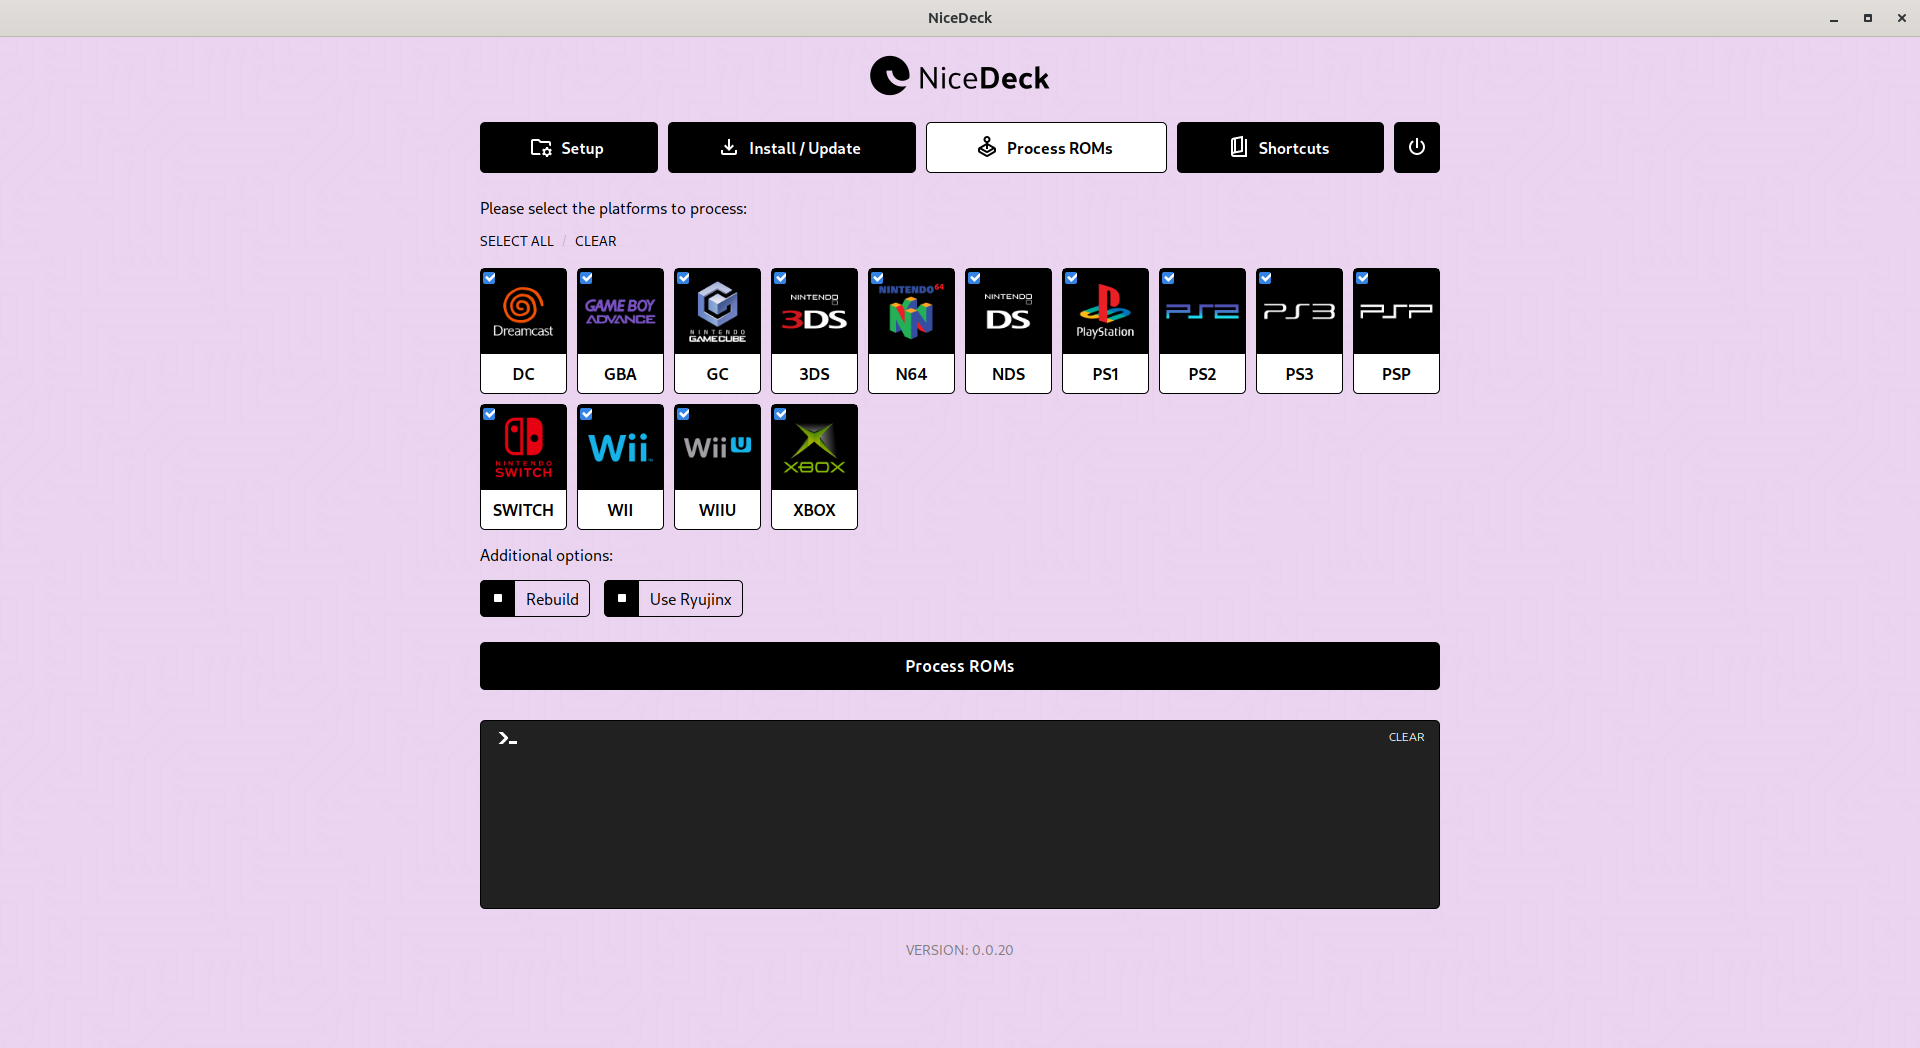 NiceDeck
NiceDeck
Setup
Install / Update
Process ROMs
Shortcuts
Please select the platforms to process:
SELECT ALL / CLEAR
Dreamcast
GAME BOY
ADVANCE
NINTENDO
GAMECUBE
NINTENDO
3DS
NINTENDO64
NINTENDO
DS
PlayStation
PS2
PS3
PSP
DC
GBA
GC
3DS
N64
NDS
PS1
PS2
PS3
PSP
NINTENDO
SWITCH
Wii
WiiU
XBOX
SWITCH
WII
WIIU
XBOX
Additional options:
Rebuild
Use Ryujinx
Process ROMs
CLEAR
VERSION: 0.0.20